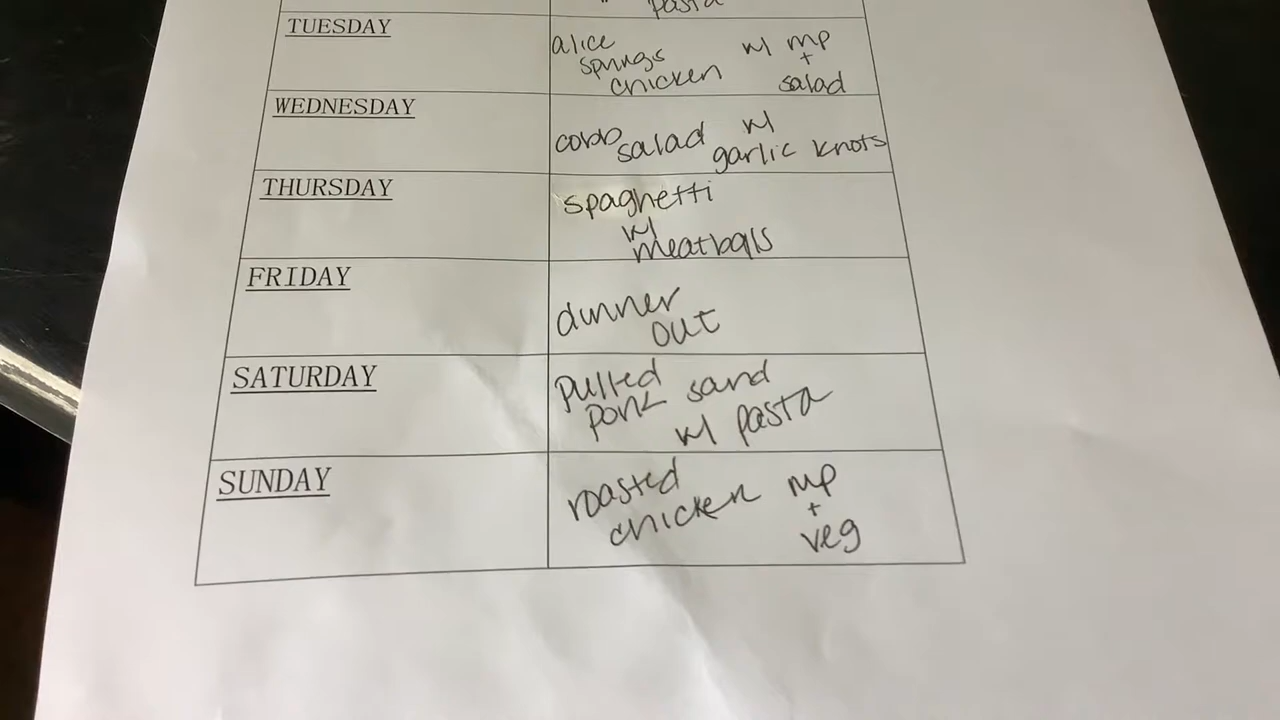 pasta
TUESDAY
alice
springs
chicken w/ mp
+
salad
WEDNESDAY
cobb
salad w/
garlic knots
THURSDAY
spaghetti
w/
meatballs
FRIDAY
dinner
out
SATURDAY
pulled
pork sand
w/ pasta
SUNDAY
roasted
chicken mp
+
veg